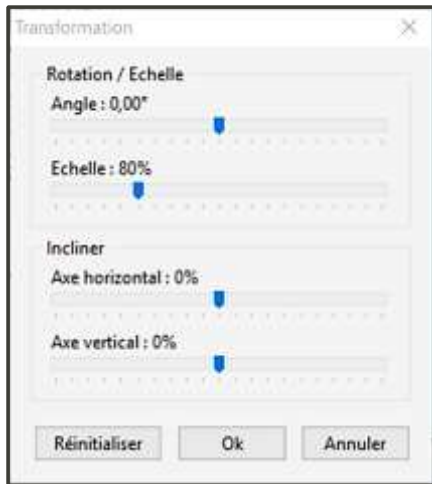 Transformation
Rotation / Echelle
Angle : 0,00°
Echelle : 80%
Incliner
Axe horizontal : 0%
Axe vertical : 0%
Réinitialiser Ok Annuler